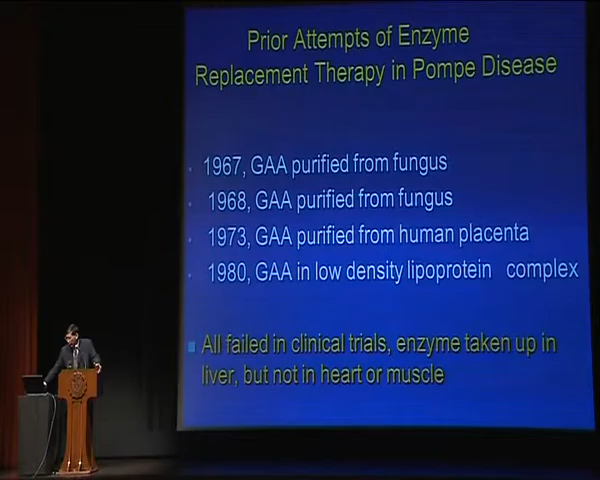 Prior Attempts of Enzyme
Replacement Therapy in Pompe Disease
1967, GAA purified from fungus
1968, GAA purified from fungus
1973, GAA purified from human placenta
1980, GAA in low density lipoprotein complex
All failed in clinical trials, enzyme taken up in
liver, but not in heart or muscle